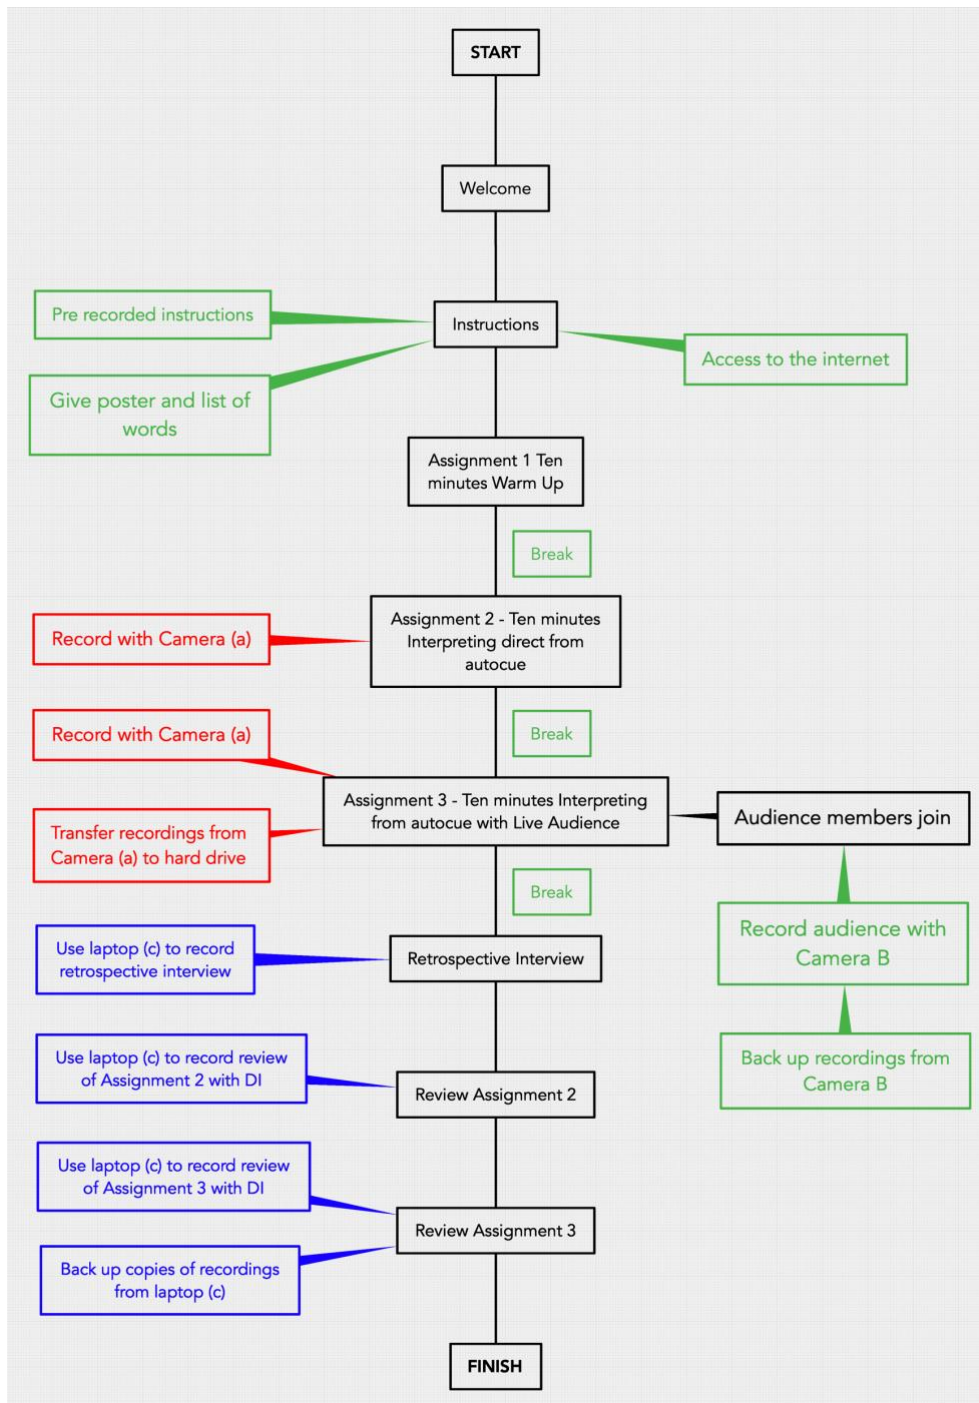 START
Welcome
Pre recorded instructions
Instructions
Access to the internet
Give poster and list of
words
Assignment 1 Ten
minutes Warm Up
Break
Record with Camera (a)
Assignment 2 - Ten minutes
Interpreting direct from
autocue
Record with Camera (a)
Break
Assignment 3 - Ten minutes Interpreting
from autocue with Live Audience
Audience members join
Transfer recordings from
Camera (a) to hard drive
Break
Record audience with
Camera B
Use laptop (c) to record
retrospective interview
Retrospective Interview
Back up recordings from
Camera B
Use laptop (c) to record review
of Assignment 2 with DI
Review Assignment 2
Use laptop (c) to record review
of Assignment 3 with DI
Review Assignment 3
Back up copies of recordings
from laptop (c)
FINISH